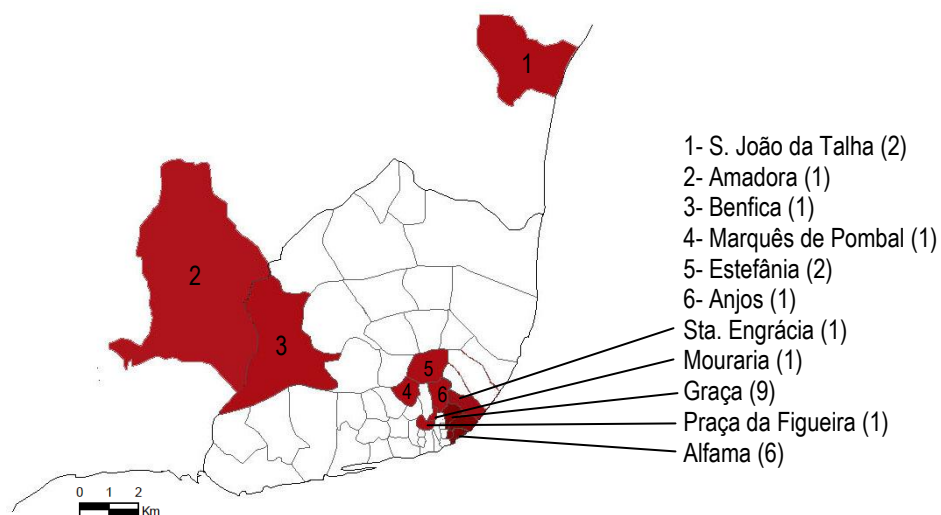 1
2
3
4
5
6
1- S. João da Talha (2)
2- Amadora (1)
3- Benfica (1)
4- Marquês de Pombal (1)
5- Estefânia (2)
6- Anjos (1)
Sta. Engrácia (1)
Mouraria (1)
Graça (9)
Praça da Figueira (1)
Alfama (6)
0 1 2
Km